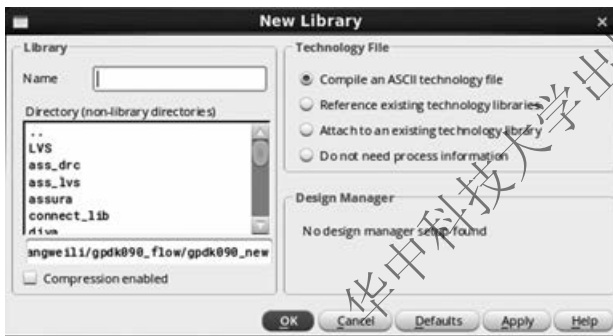 New Library
Library
Name
Directory (non-library directories)
..
LVS
ass_drc
ass_lvs
assura
connect_lib
diva
angweili/gpdk090_flow/gpdk090_new
Compression enabled
Technology File
Compile an ASCII technology file
Reference existing technology libraries
Attach to an existing technology library
Do not need process information
Design Manager
No design manager setup found
OK Cancel Defaults Apply Help
华中科技大学出